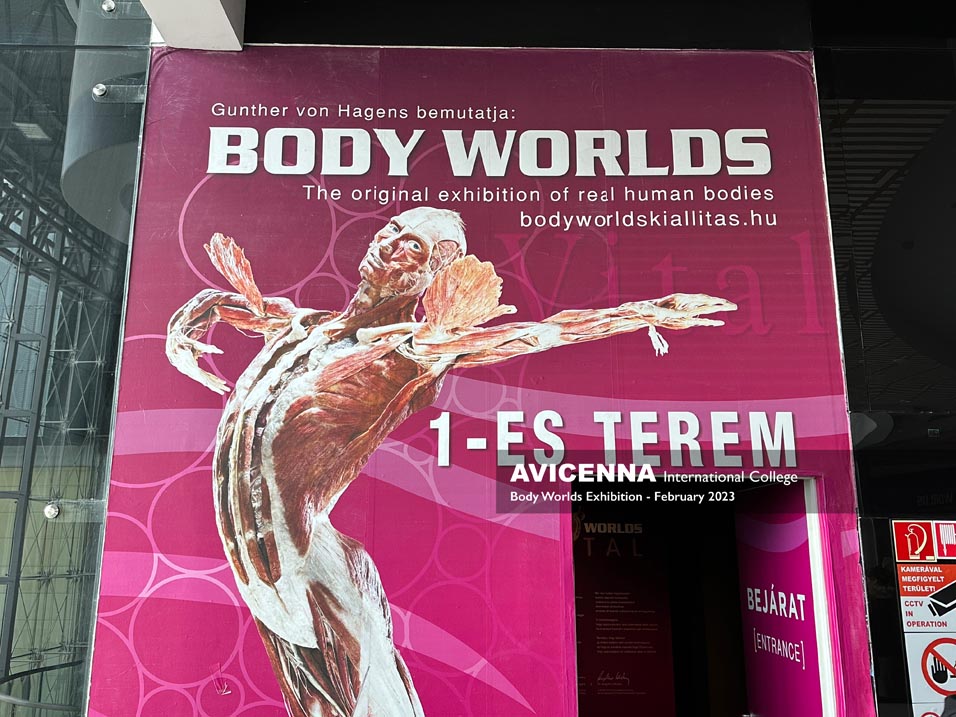 Gunther von Hagens bemutatja:
BODY WORLDS
The original exhibition of real human bodies
bodyworldskiallitas.hu
Vital
1-ES TEREM
AVICENNA International College
Body Worlds Exhibition - February 2023
WORLDS
TAL
BEJÁRAT
[ENTRANCE]
KAMERÁVAL
MEGFIGYELT
TERÜLET!
CCTV
IN
OPERATION